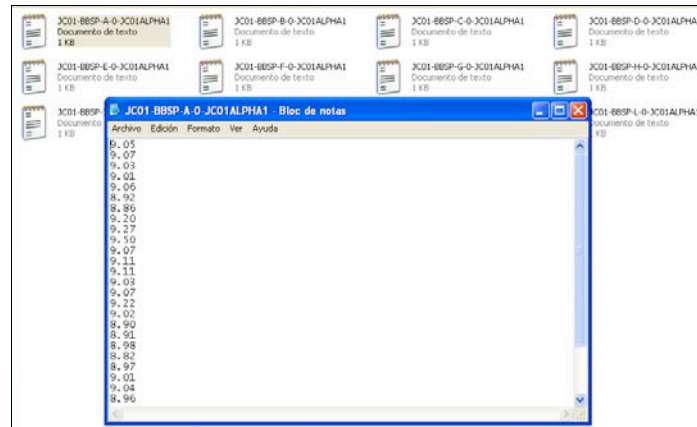 JC01-BBSP-A-0-JC01ALPHA1
Documento de texto
1 KB
JC01-BBSP-B-0-JC01ALPHA1
Documento de texto
1 KB
JC01-BBSP-C-0-JC01ALPHA1
Documento de texto
1 KB
JC01-BBSP-D-0-JC01ALPHA
Documento de texto
1 KB
JC01-BBSP-E-0-JC01ALPHA1
Documento de texto
1 KB
JC01-BBSP-F-0-JC01ALPHA1
Documento de texto
1 KB
JC01-BBSP-G-0-JC01ALPHA1
Documento de texto
1 KB
JC01-BBSP-H-0-JC01ALPHA
Documento de texto
1 KB
JC01-BBSP-
Documento
1 KB
JC01-BBSP-L-0-JC01ALPHA
Documento de texto
KB
JC01-BBSP-A-0-JC01ALPHA1 - Bloc de notas
Archivo Edición Formato Ver Ayuda
9.05
9.07
9.03
9.01
9.06
8.92
8.86
9.20
9.27
9.50
9.07
9.11
9.11
9.03
9.07
9.22
9.02
8.90
8.91
8.98
8.82
8.97
9.01
9.04
8.96